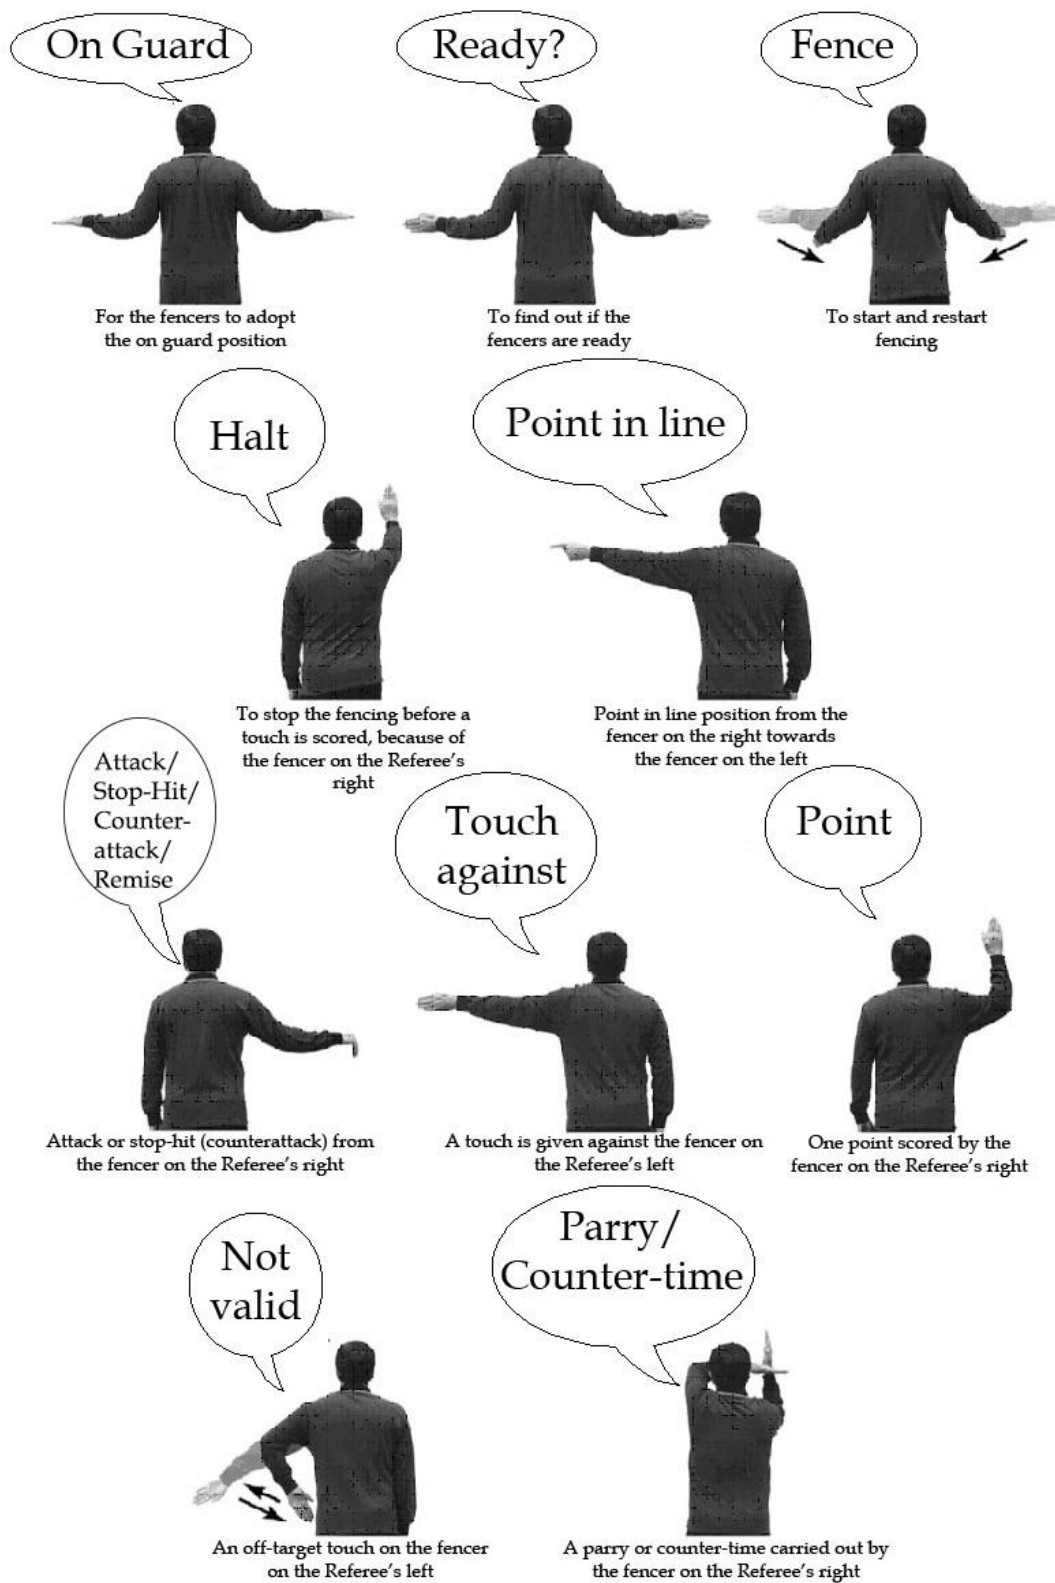 On Guard
Ready?
Fence
For the fencers to adopt
the on guard position
To find out if the
fencers are ready
To start and restart
fencing
Halt
Point in line
To stop the fencing before a
touch is scored, because of
the fencer on the Referee's
right
Point in line position from the
fencer on the right towards
the fencer on the left
Attack/
Stop-Hit/
Counter-
attack/
Remise
Touch
against
Point
Attack or stop-hit (counterattack) from
the fencer on the Referee's right
A touch is given against the fencer on
the Referee's left
One point scored by the
fencer on the Referee's right
Not
valid
Parry/
Counter-time
An off-target touch on the fencer
on the Referee's left
A parry or counter-time carried out by
the fencer on the Referee's right